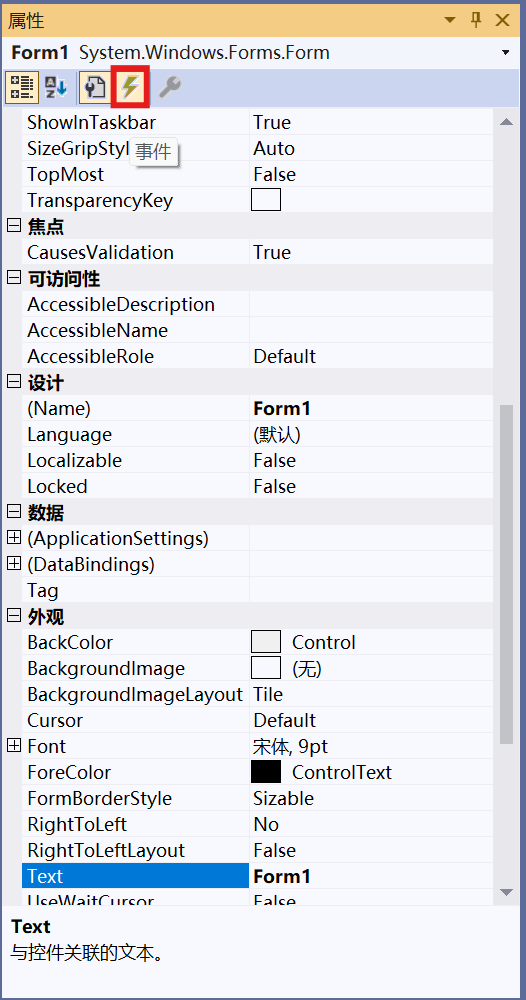 属性
Form1 System.Windows.Forms.Form
ShowInTaskbar True
SizeGripStyl Auto
事件
TopMost False
TransparencyKey
焦点
CausesValidation True
可访问性
AccessibleDescription
AccessibleName
AccessibleRole Default
设计
(Name) Form1
Language (默认)
Localizable False
Locked False
数据
(ApplicationSettings)
(DataBindings)
Tag
外观
BackColor Control
BackgroundImage (无)
BackgroundImageLayout Tile
Cursor Default
Font 宋体, 9pt
ForeColor ControlText
FormBorderStyle Sizable
RightToLeft No
RightToLeftLayout False
Text Form1
UseWaitCursor False
Text
与控件关联的文本。